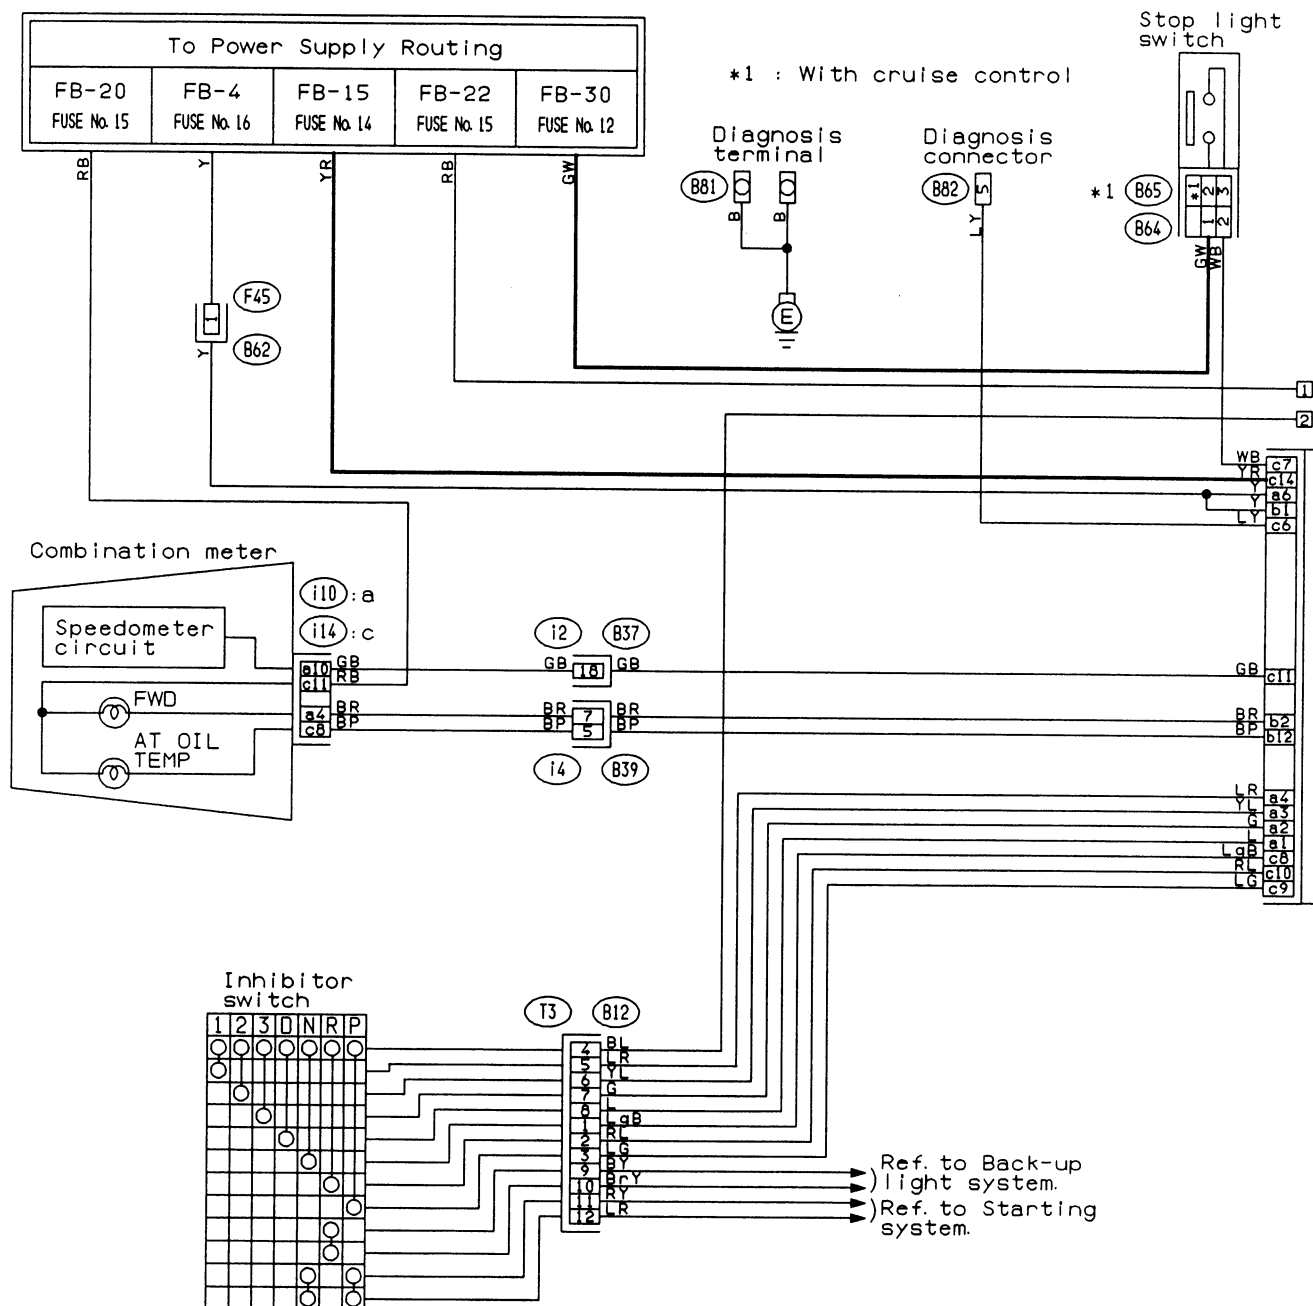 Stop light
switch
To Power Supply Routing
FB-20 FB-4 FB-15 FB-22 FB-30
FUSE No. 15 FUSE No. 16 FUSE No. 14 FUSE No. 15 FUSE No. 12
*1 : With cruise control
RB Y YR RB GW
Diagnosis
terminal
B81
B B
E
Diagnosis
connector
B82 5
LY
*1 B65 *1 2 3
B64 1 2
GW WB
F45
1
B62
Y
1
2
WB c7
YR c14
Y a6
Y b1
LY c6
Combination meter
i10 : a
i14 : c
Speedometer
circuit
FWD
AT OIL
TEMP
a10 GB
c11 RB
a4 BR
c8 BP
i2 B37
GB 18 GB
BR 7 BR
BP 5 BP
i4 B39
GB c11
BR b2
BP b12
LR a4
YL a3
G a2
L a1
LgB c8
RL c10
LG c9
Inhibitor
switch
1 2 3 D N R P
T3 B12
4 BL
5 LR
6 YL
7 G
8 L
1 LgB
2 RL
3 LG
9 BY
10 BrY
11 RY
12 LR
Ref. to Back-up
light system.
Ref. to Starting
system.